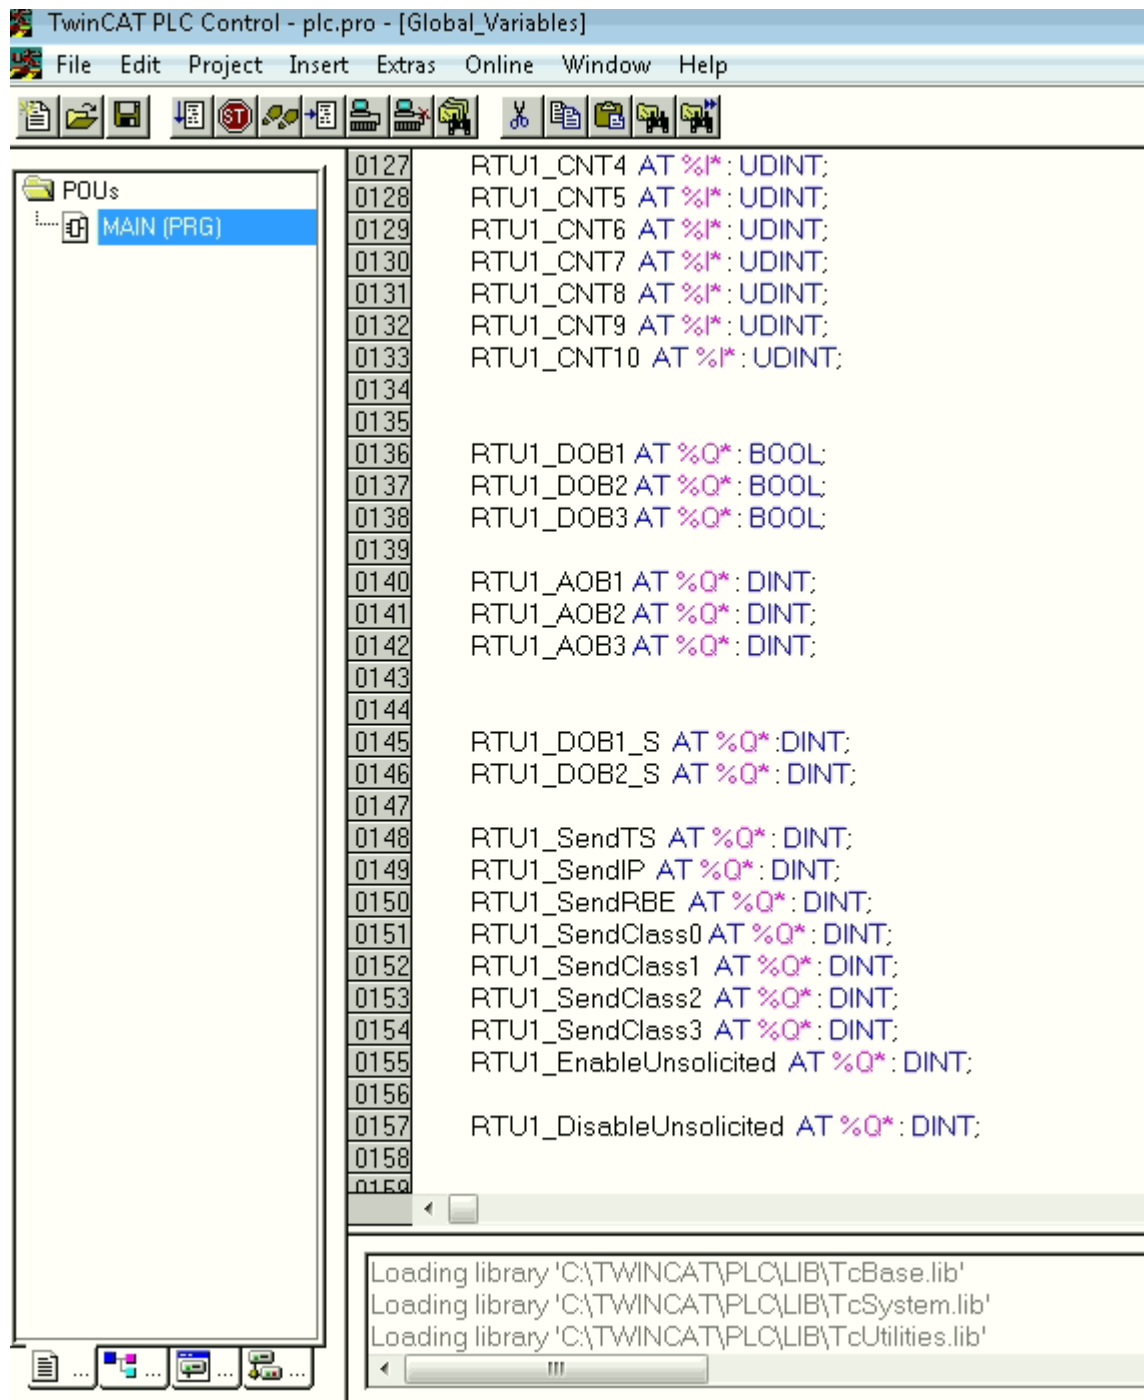 TwinCAT PLC Control - plc.pro - [Global_Variables]
File Edit Project Insert Extras Online Window Help
ST
POUs
MAIN (PRG)
0127 RTU1_CNT4 AT %I* : UDINT;
0128 RTU1_CNT5 AT %I* : UDINT;
0129 RTU1_CNT6 AT %I* : UDINT;
0130 RTU1_CNT7 AT %I* : UDINT;
0131 RTU1_CNT8 AT %I* : UDINT;
0132 RTU1_CNT9 AT %I* : UDINT;
0133 RTU1_CNT10 AT %I* : UDINT;
0134
0135
0136 RTU1_DOB1 AT %Q* : BOOL;
0137 RTU1_DOB2 AT %Q* : BOOL;
0138 RTU1_DOB3 AT %Q* : BOOL;
0139
0140 RTU1_AOB1 AT %Q* : DINT;
0141 RTU1_AOB2 AT %Q* : DINT;
0142 RTU1_AOB3 AT %Q* : DINT;
0143
0144
0145 RTU1_DOB1_S AT %Q* :DINT;
0146 RTU1_DOB2_S AT %Q* : DINT;
0147
0148 RTU1_SendTS AT %Q* : DINT;
0149 RTU1_SendIP AT %Q* : DINT;
0150 RTU1_SendRBE AT %Q* : DINT;
0151 RTU1_SendClass0 AT %Q* : DINT;
0152 RTU1_SendClass1 AT %Q* : DINT;
0153 RTU1_SendClass2 AT %Q* : DINT;
0154 RTU1_SendClass3 AT %Q* : DINT;
0155 RTU1_EnableUnsolicited AT %Q* : DINT;
0156
0157 RTU1_DisableUnsolicited AT %Q* : DINT;
0158
0159
Loading library 'C:\TWINCAT\PLC\LIB\TcBase.lib'
Loading library 'C:\TWINCAT\PLC\LIB\TcSystem.lib'
Loading library 'C:\TWINCAT\PLC\LIB\TcUtilities.lib'
... ... ... ...